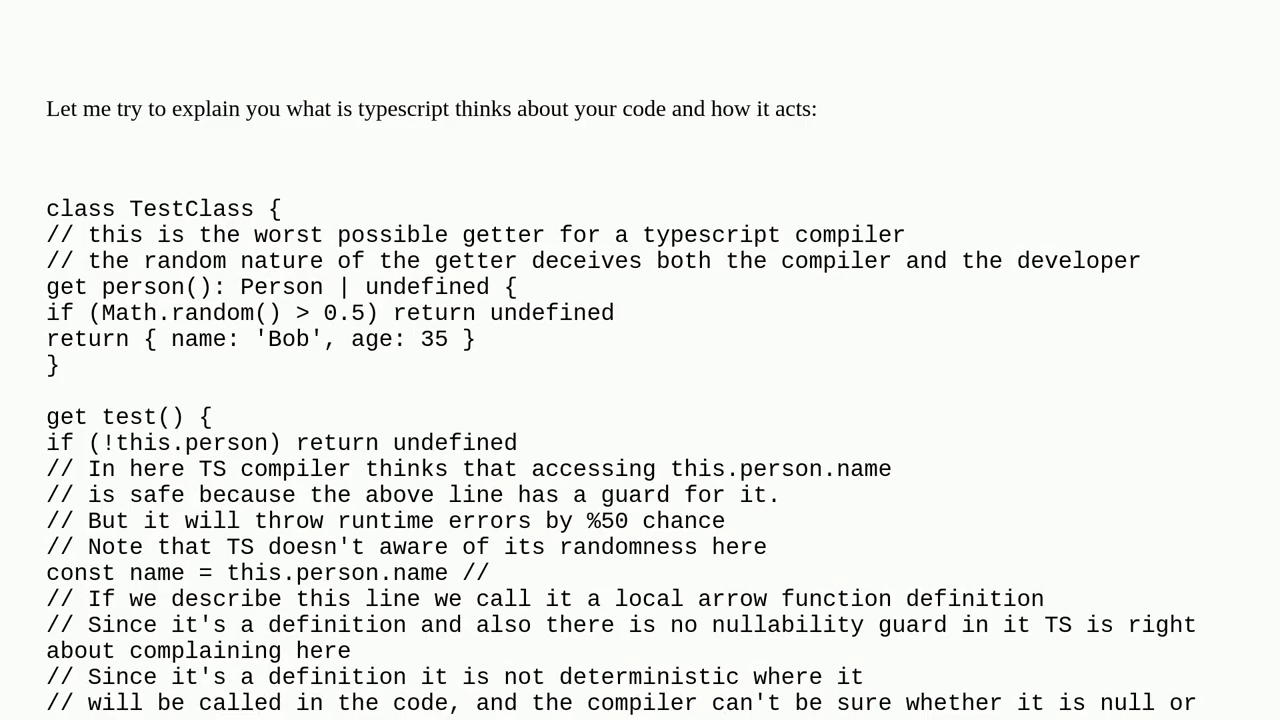 Let me try to explain you what is typescript thinks about your code and how it acts:
class TestClass {
// this is the worst possible getter for a typescript compiler
// the random nature of the getter deceives both the compiler and the developer
get person(): Person | undefined {
if (Math.random() > 0.5) return undefined
return { name: 'Bob', age: 35 }
}
get test() {
if (!this.person) return undefined
// In here TS compiler thinks that accessing this.person.name
// is safe because the above line has a guard for it.
// But it will throw runtime errors by %50 chance
// Note that TS doesn't aware of its randomness here
const name = this.person.name //
// If we describe this line we call it a local arrow function definition
// Since it's a definition and also there is no nullability guard in it TS is right
about complaining here
// Since it's a definition it is not deterministic where it
// will be called in the code, and the compiler can't be sure whether it is null or